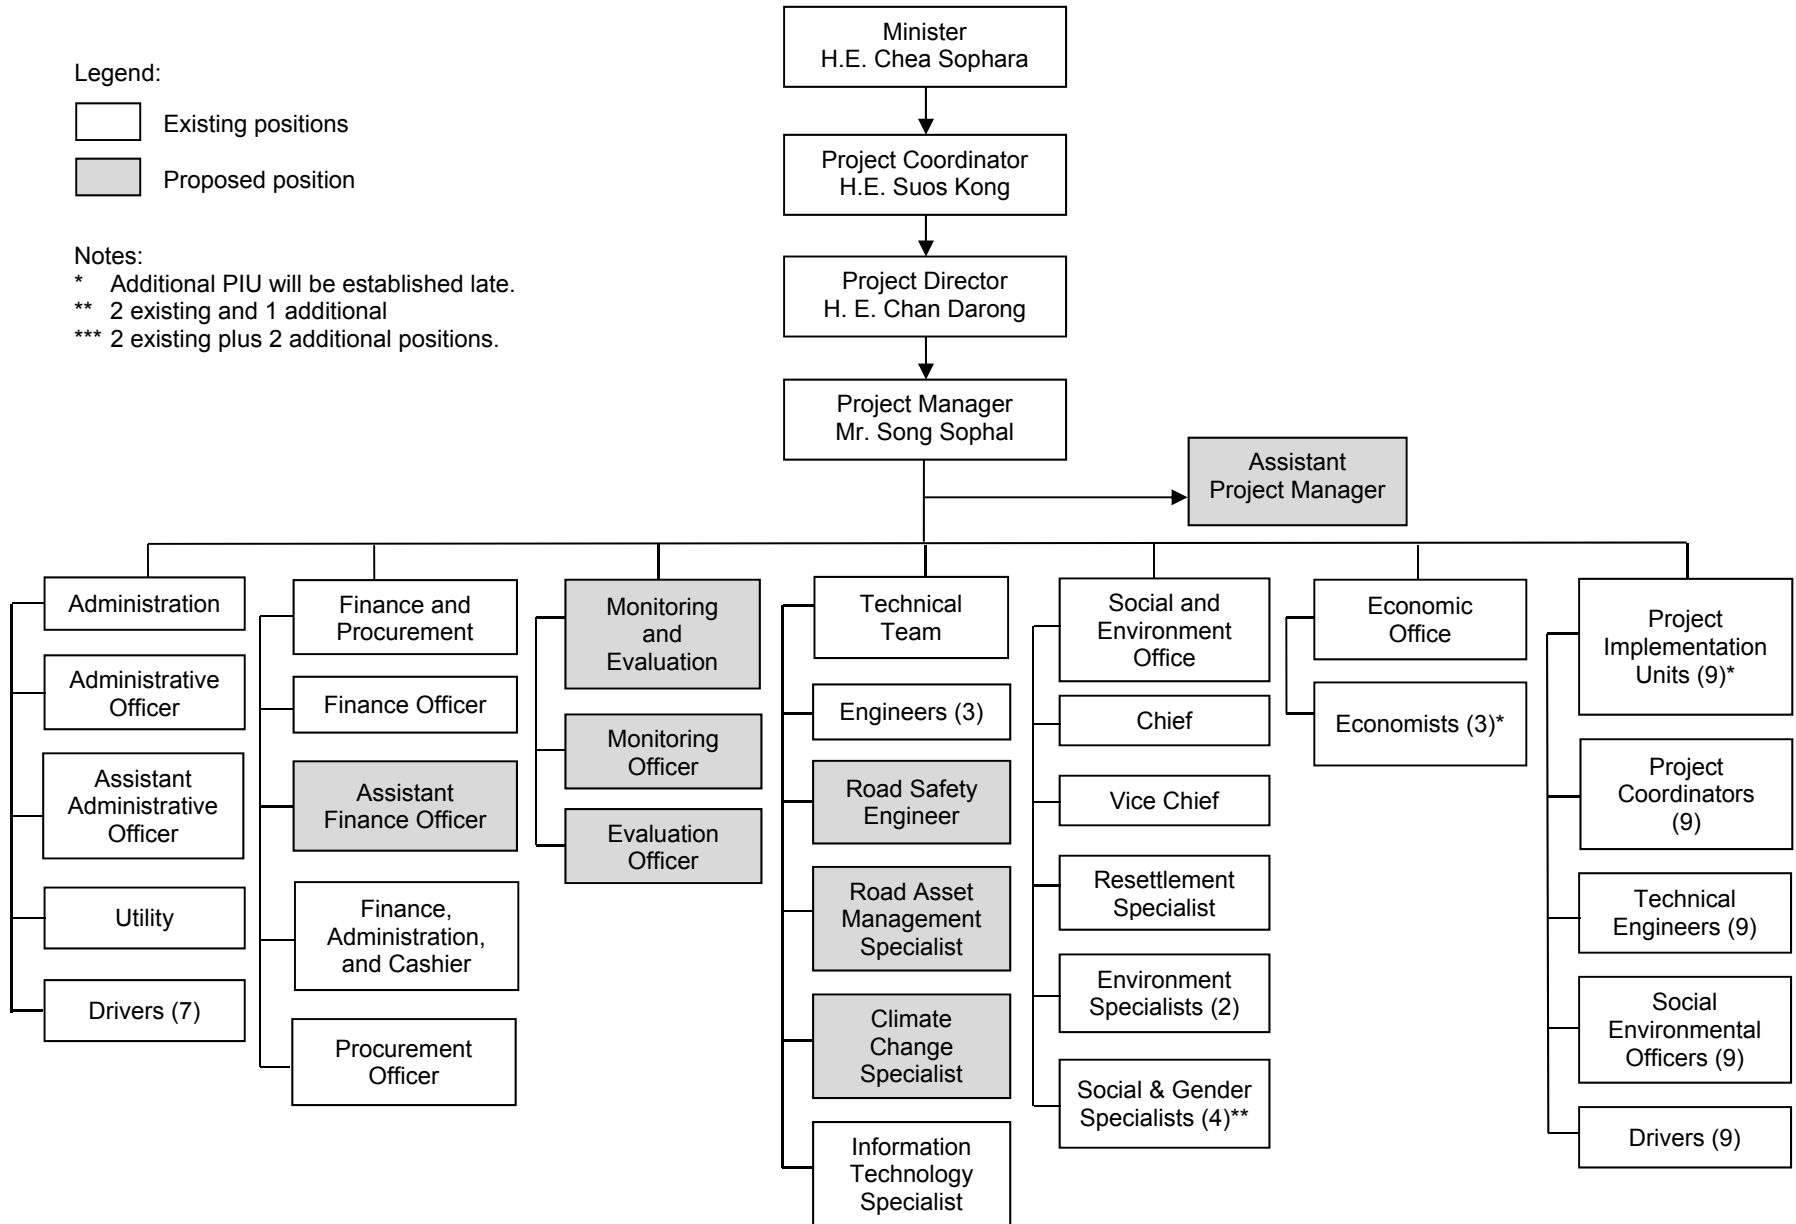 Minister
H.E. Chea Sophara
Legend:
Existing positions
Proposed position
Project Coordinator
H.E. Suos Kong
Notes:
* Additional PIU will be established late.
** 2 existing and 1 additional
*** 2 existing plus 2 additional positions.
Project Director
H. E. Chan Darong
Project Manager
Mr. Song Sophal
Assistant
Project Manager
Administration
Administrative
Officer
Assistant
Administrative
Officer
Utility
Drivers (7)
Finance and
Procurement
Finance Officer
Assistant
Finance Officer
Finance,
Administration,
and Cashier
Procurement
Officer
Monitoring
and
Evaluation
Monitoring
Officer
Evaluation
Officer
Technical
Team
Engineers (3)
Road Safety
Engineer
Road Asset
Management
Specialist
Climate
Change
Specialist
Information
Technology
Specialist
Social and
Environment
Office
Chief
Vice Chief
Resettlement
Specialist
Environment
Specialists (2)
Social & Gender
Specialists (4)**
Economic
Office
Economists (3)*
Project
Implementation
Units (9)*
Project
Coordinators
(9)
Technical
Engineers (9)
Social
Environmental
Officers (9)
Drivers (9)